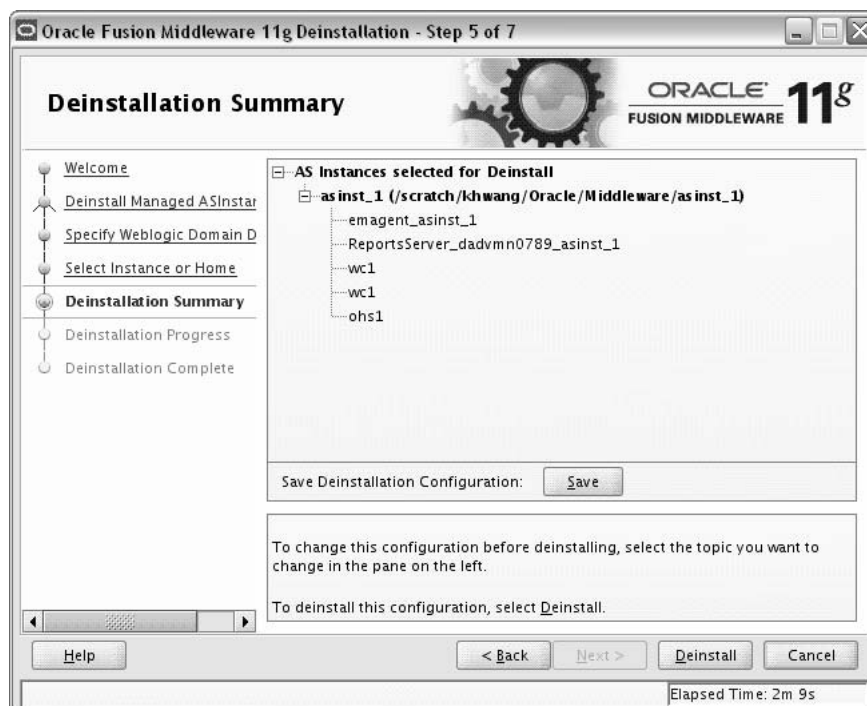 Oracle Fusion Middleware 11g Deinstallation - Step 5 of 7
Deinstallation Summary
ORACLE
FUSION MIDDLEWARE
11g
Welcome
Deinstall Managed ASInstar
Specify Weblogic Domain D
Select Instance or Home
Deinstallation Summary
Deinstallation Progress
Deinstallation Complete
AS Instances selected for Deinstall
asinst_1 (/scratch/khwang/Oracle/Middleware/asinst_1)
emagent_asinst_1
ReportsServer_dadvmn0789_asinst_1
wc1
wc1
ohs1
Save Deinstallation Configuration:
Save
To change this configuration before deinstalling, select the topic you want to
change in the pane on the left.
To deinstall this configuration, select Deinstall.
Help
< Back
Next >
Deinstall
Cancel
Elapsed Time: 2m 9s